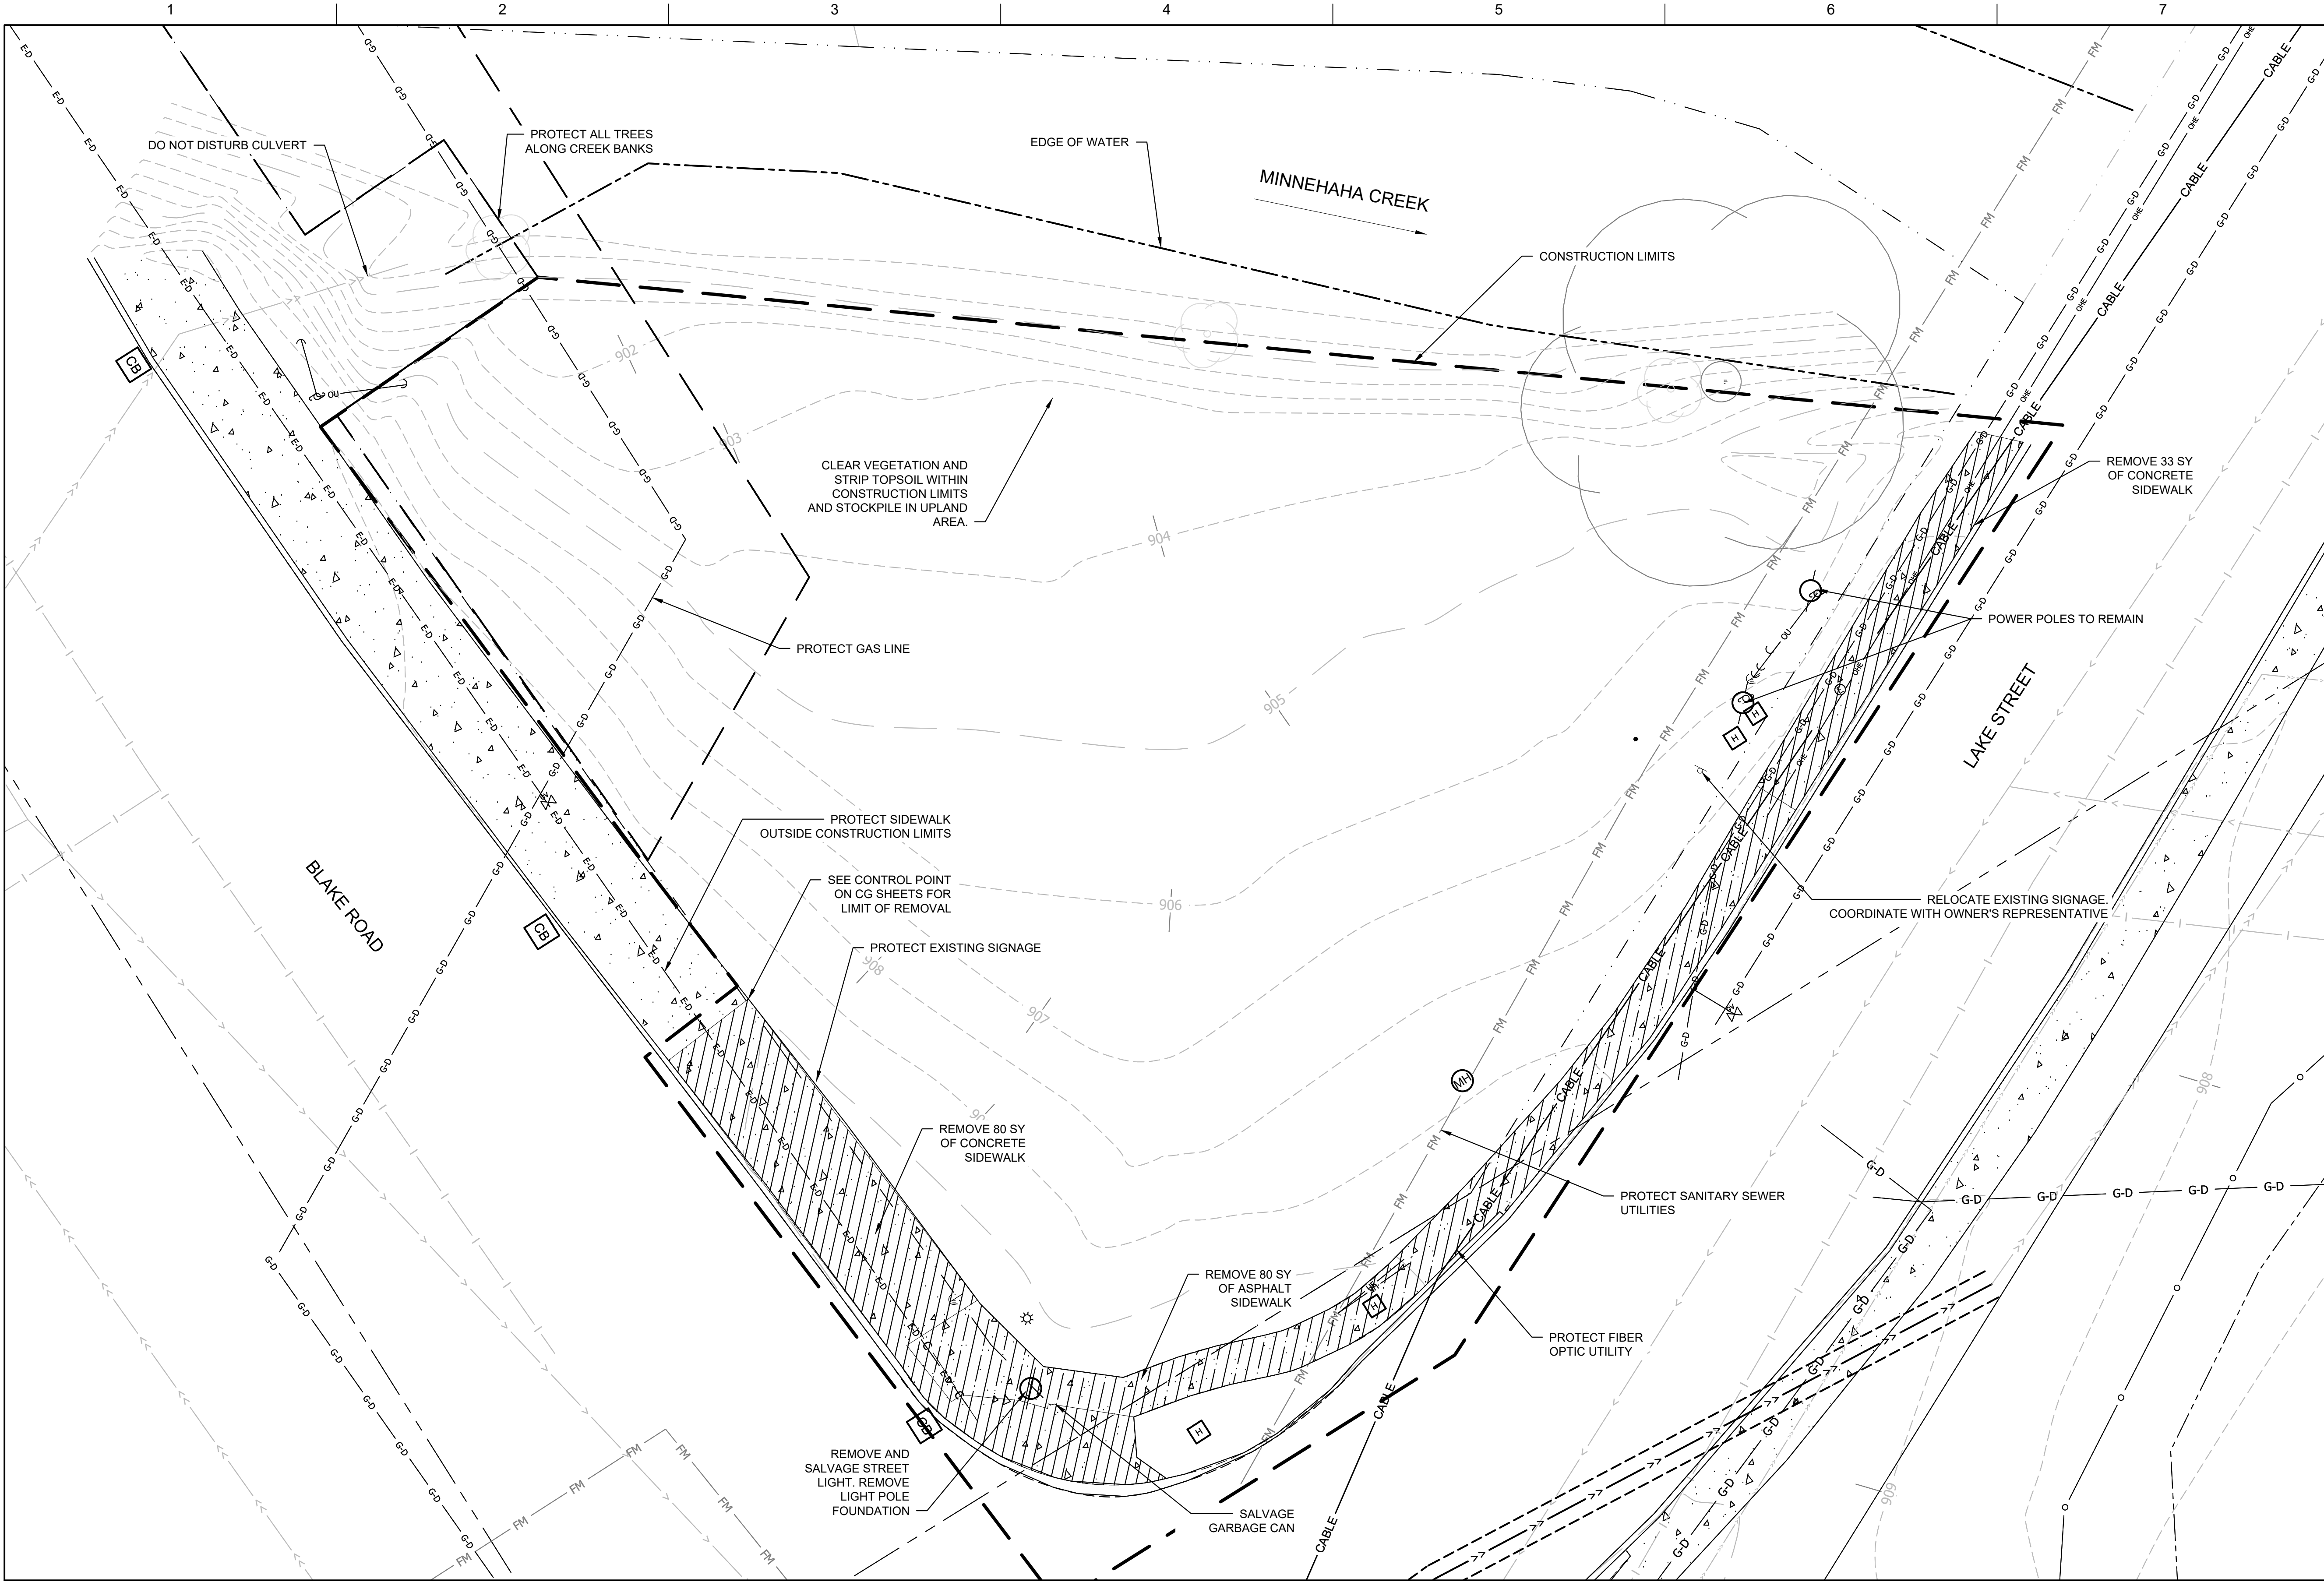 1 2 3 4 5 6 7
DO NOT DISTURB CULVERT
PROTECT ALL TREES
ALONG CREEK BANKS
EDGE OF WATER
MINNEHAHA CREEK
CONSTRUCTION LIMITS
902
903
CLEAR VEGETATION AND
STRIP TOPSOIL WITHIN
CONSTRUCTION LIMITS
AND STOCKPILE IN UPLAND
AREA.
904
REMOVE 33 SY
OF CONCRETE
SIDEWALK
POWER POLES TO REMAIN
PROTECT GAS LINE
905
LAKE STREET
PROTECT SIDEWALK
OUTSIDE CONSTRUCTION LIMITS
SEE CONTROL POINT
ON CG SHEETS FOR
LIMIT OF REMOVAL
906
RELOCATE EXISTING SIGNAGE.
COORDINATE WITH OWNER'S REPRESENTATIVE
BLAKE ROAD
PROTECT EXISTING SIGNAGE
908
907
REMOVE 80 SY
OF CONCRETE
SIDEWALK
908
PROTECT SANITARY SEWER
UTILITIES
REMOVE 80 SY
OF ASPHALT
SIDEWALK
PROTECT FIBER
OPTIC UTILITY
REMOVE AND
SALVAGE STREET
LIGHT. REMOVE
LIGHT POLE
FOUNDATION
SALVAGE
GARBAGE CAN
909
CB
CB
CB
MH
H
H
H
H
E-D
G-D
FM
OHE
OU
CABLE